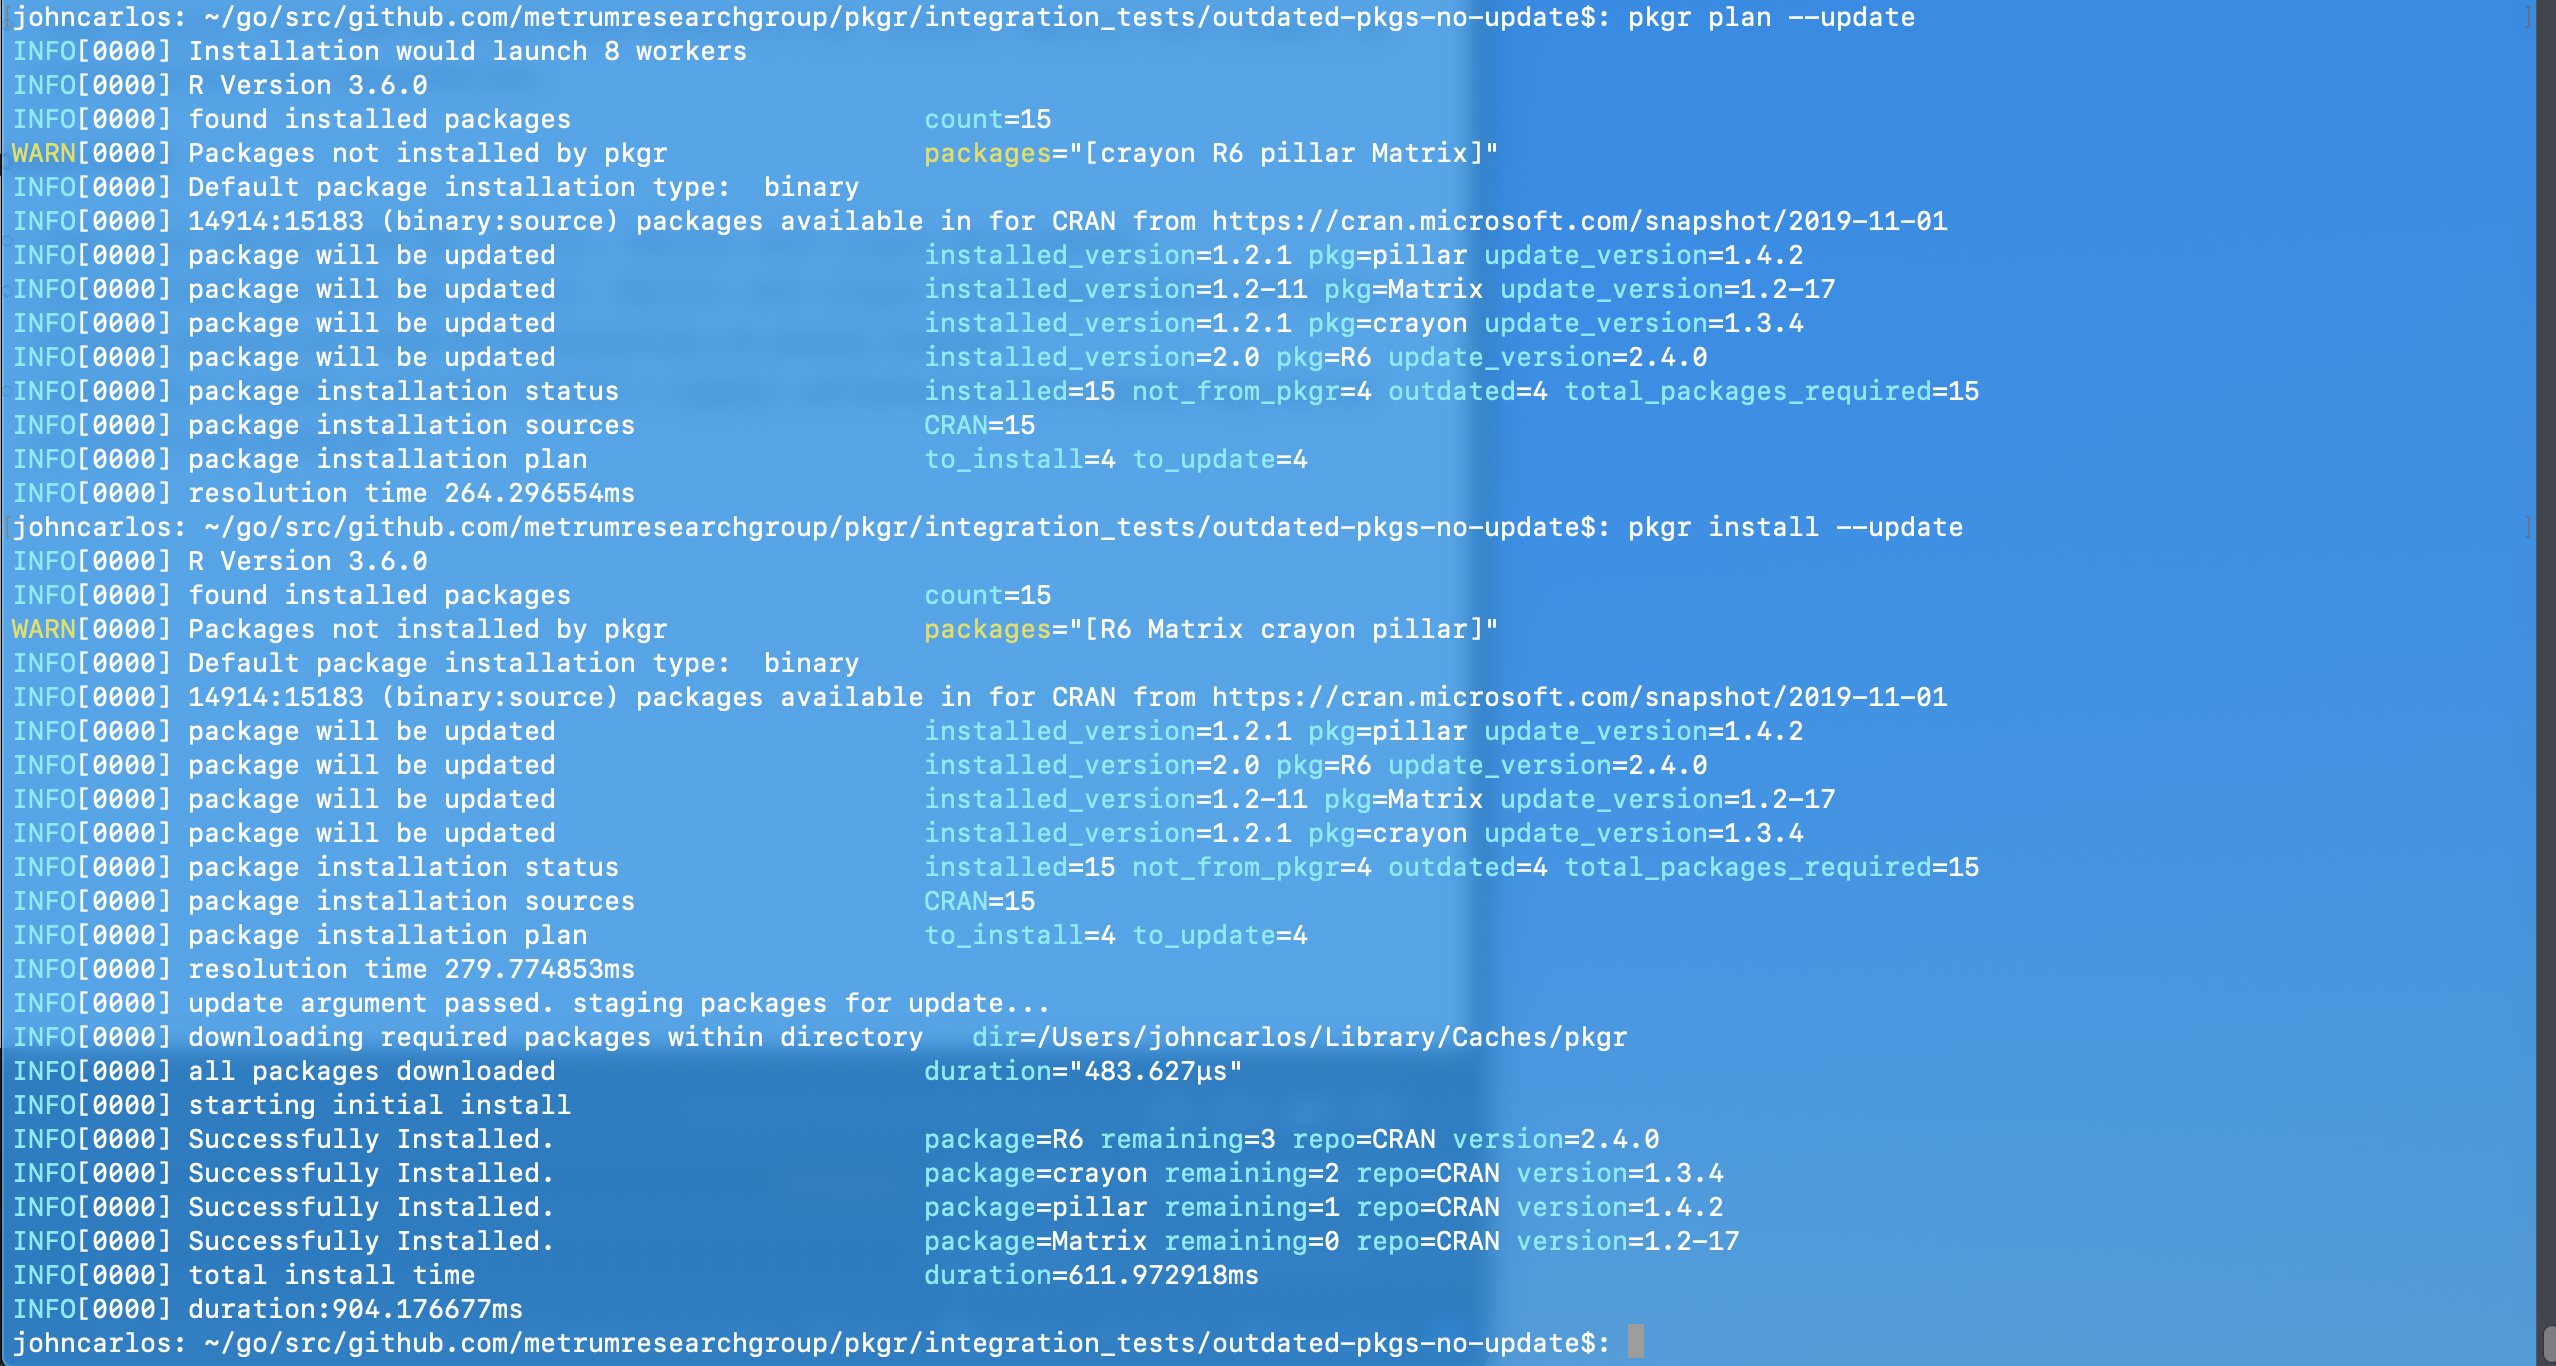 johncarlos: ~/go/src/github.com/metrumresearchgroup/pkgr/integration_tests/outdated-pkgs-no-update$: pkgr plan --update
INFO[0000] Installation would launch 8 workers
INFO[0000] R Version 3.6.0
INFO[0000] found installed packages count=15
WARN[0000] Packages not installed by pkgr packages="[crayon R6 pillar Matrix]"
INFO[0000] Default package installation type:  binary
INFO[0000] 14914:15183 (binary:source) packages available in for CRAN from https://cran.microsoft.com/snapshot/2019-11-01
INFO[0000] package will be updated installed_version=1.2.1 pkg=pillar update_version=1.4.2
INFO[0000] package will be updated installed_version=1.2-11 pkg=Matrix update_version=1.2-17
INFO[0000] package will be updated installed_version=1.2.1 pkg=crayon update_version=1.3.4
INFO[0000] package will be updated installed_version=2.0 pkg=R6 update_version=2.4.0
INFO[0000] package installation status installed=15 not_from_pkgr=4 outdated=4 total_packages_required=15
INFO[0000] package installation sources CRAN=15
INFO[0000] package installation plan to_install=4 to_update=4
INFO[0000] resolution time 264.296554ms
johncarlos: ~/go/src/github.com/metrumresearchgroup/pkgr/integration_tests/outdated-pkgs-no-update$: pkgr install --update
INFO[0000] R Version 3.6.0
INFO[0000] found installed packages count=15
WARN[0000] Packages not installed by pkgr packages="[R6 Matrix crayon pillar]"
INFO[0000] Default package installation type:  binary
INFO[0000] 14914:15183 (binary:source) packages available in for CRAN from https://cran.microsoft.com/snapshot/2019-11-01
INFO[0000] package will be updated installed_version=1.2.1 pkg=pillar update_version=1.4.2
INFO[0000] package will be updated installed_version=2.0 pkg=R6 update_version=2.4.0
INFO[0000] package will be updated installed_version=1.2-11 pkg=Matrix update_version=1.2-17
INFO[0000] package will be updated installed_version=1.2.1 pkg=crayon update_version=1.3.4
INFO[0000] package installation status installed=15 not_from_pkgr=4 outdated=4 total_packages_required=15
INFO[0000] package installation sources CRAN=15
INFO[0000] package installation plan to_install=4 to_update=4
INFO[0000] resolution time 279.774853ms
INFO[0000] update argument passed. staging packages for update...
INFO[0000] downloading required packages within directory dir=/Users/johncarlos/Library/Caches/pkgr
INFO[0000] all packages downloaded duration="483.627µs"
INFO[0000] starting initial install
INFO[0000] Successfully Installed. package=R6 remaining=3 repo=CRAN version=2.4.0
INFO[0000] Successfully Installed. package=crayon remaining=2 repo=CRAN version=1.3.4
INFO[0000] Successfully Installed. package=pillar remaining=1 repo=CRAN version=1.4.2
INFO[0000] Successfully Installed. package=Matrix remaining=0 repo=CRAN version=1.2-17
INFO[0000] total install time duration=611.972918ms
INFO[0000] duration:904.176677ms
johncarlos: ~/go/src/github.com/metrumresearchgroup/pkgr/integration_tests/outdated-pkgs-no-update$: